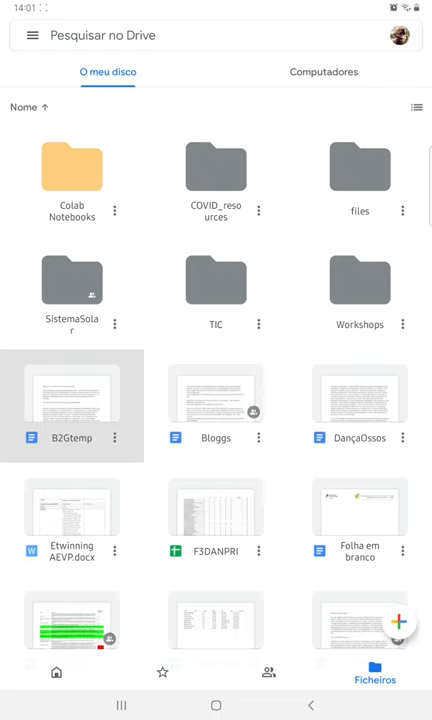 14:01
Pesquisar no Drive
O meu disco
Computadores
Nome
Colab
Notebooks
COVID_reso
urces
files
SistemaSola
r
TIC
Workshops
B2Gtemp
Bloggs
DançaOssos
Etwinning
AEVP.docx
F3DANPRI
Folha em
branco
Ficheiros